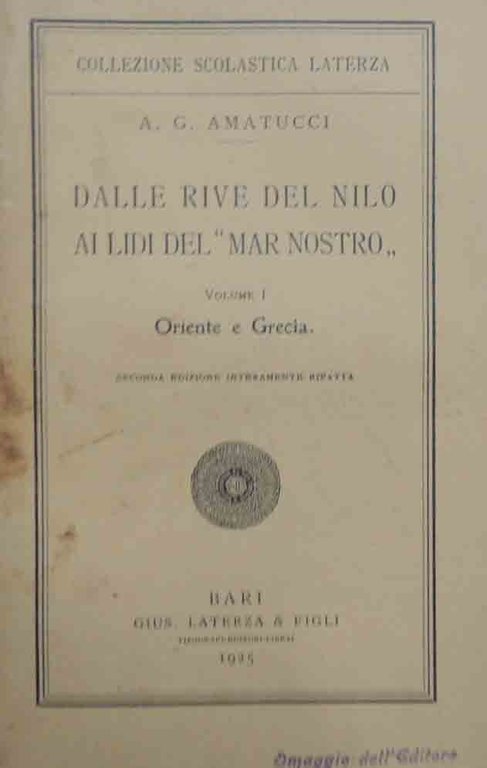 COLLEZIONE SCOLASTICA LATERZA
A. G. AMATUCCI
DALLE RIVE DEL NILO
AI LIDI DEL "MAR NOSTRO„
VOLUME I
Oriente e Grecia.
SECONDA EDIZIONE INTERAMENTE RIFATTA
BARI
GIUS. LATERZA & FIGLI
TIPOGRAFI-EDITORI-LIBRAI
1925
Omaggio dell'Editore